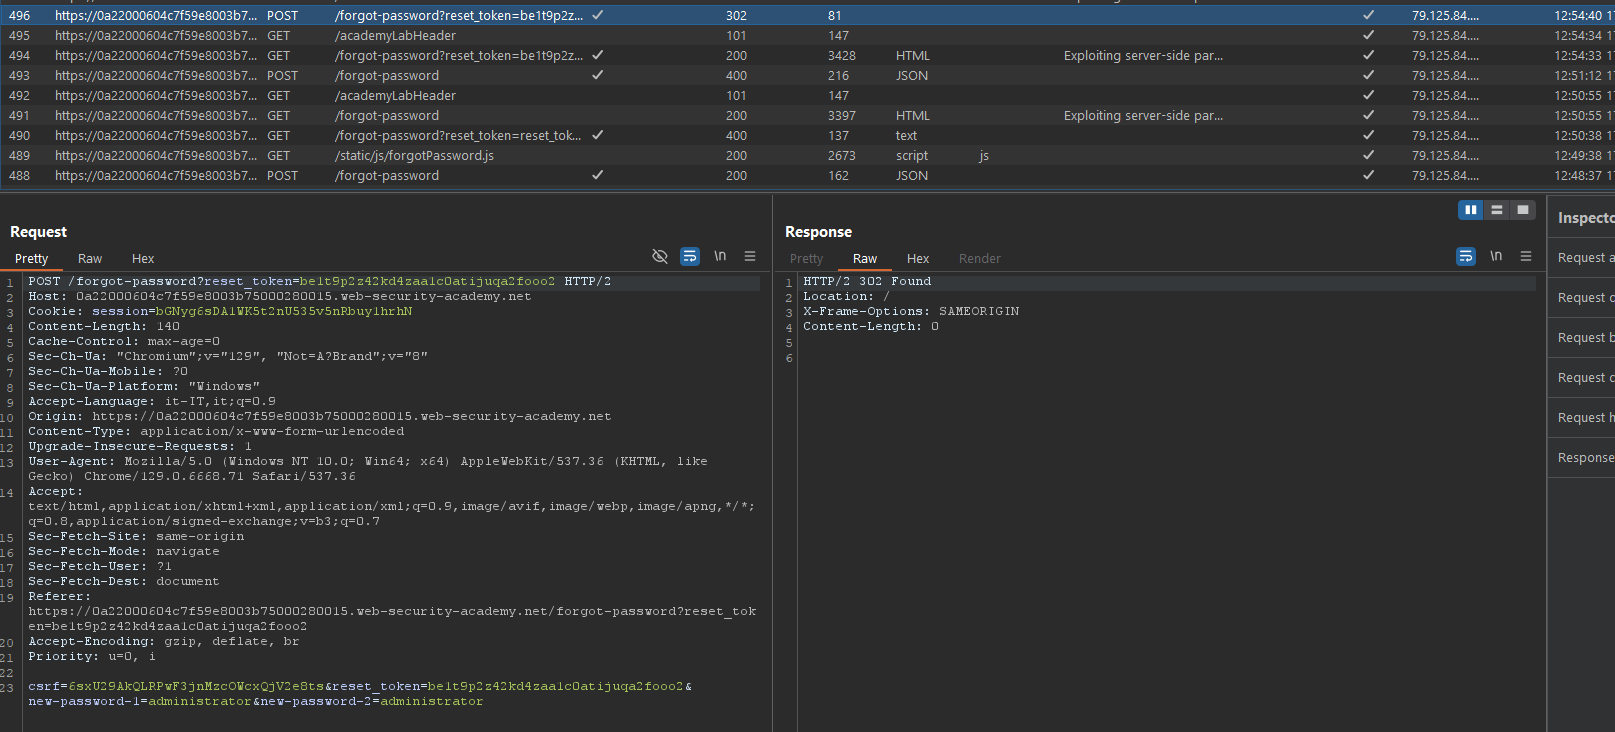 496 https://0a22000604c7f59e8003b7... POST /forgot-password?reset_token=be1t9p2z... ✓ 302 81 ✓ 79.125.84.... 12:54:40 1
495 https://0a22000604c7f59e8003b7... GET /academyLabHeader 101 147 ✓ 79.125.84.... 12:54:34 1
494 https://0a22000604c7f59e8003b7... GET /forgot-password?reset_token=be1t9p2z... ✓ 200 3428 HTML Exploiting server-side par... ✓ 79.125.84.... 12:54:33 1
493 https://0a22000604c7f59e8003b7... POST /forgot-password ✓ 400 216 JSON ✓ 79.125.84.... 12:51:12 1
492 https://0a22000604c7f59e8003b7... GET /academyLabHeader 101 147 ✓ 79.125.84.... 12:50:55 1
491 https://0a22000604c7f59e8003b7... GET /forgot-password 200 3397 HTML Exploiting server-side par... ✓ 79.125.84.... 12:50:55 1
490 https://0a22000604c7f59e8003b7... GET /forgot-password?reset_token=reset_tok... ✓ 400 137 text ✓ 79.125.84.... 12:50:38 1
489 https://0a22000604c7f59e8003b7... GET /static/js/forgotPassword.js 200 2673 script js ✓ 79.125.84.... 12:49:38 1
488 https://0a22000604c7f59e8003b7... POST /forgot-password ✓ 200 162 JSON ✓ 79.125.84.... 12:48:37 1
Request
Pretty Raw Hex \n
1 POST /forgot-password?reset_token=be1t9p2z42kd4zaa1c0atijuqa2fooo2 HTTP/2
2 Host: 0a22000604c7f59e8003b75000280015.web-security-academy.net
3 Cookie: session=bGNyg6sDA1WK5t2nU535v5nRbuy1hrhN
4 Content-Length: 140
5 Cache-Control: max-age=0
6 Sec-Ch-Ua: "Chromium";v="129", "Not=A?Brand";v="8"
7 Sec-Ch-Ua-Mobile: ?0
8 Sec-Ch-Ua-Platform: "Windows"
9 Accept-Language: it-IT,it;q=0.9
10 Origin: https://0a22000604c7f59e8003b75000280015.web-security-academy.net
11 Content-Type: application/x-www-form-urlencoded
12 Upgrade-Insecure-Requests: 1
13 User-Agent: Mozilla/5.0 (Windows NT 10.0; Win64; x64) AppleWebKit/537.36 (KHTML, like
Gecko) Chrome/129.0.6668.71 Safari/537.36
14 Accept:
text/html,application/xhtml+xml,application/xml;q=0.9,image/avif,image/webp,image/apng,*/*;
q=0.8,application/signed-exchange;v=b3;q=0.7
15 Sec-Fetch-Site: same-origin
16 Sec-Fetch-Mode: navigate
17 Sec-Fetch-User: ?1
18 Sec-Fetch-Dest: document
19 Referer:
https://0a22000604c7f59e8003b75000280015.web-security-academy.net/forgot-password?reset_tok
en=be1t9p2z42kd4zaa1c0atijuqa2fooo2
20 Accept-Encoding: gzip, deflate, br
21 Priority: u=0, i
22
23 csrf=6sxU29AkQLRPwF3jnMzcOWcxQjV2e8ts&reset_token=be1t9p2z42kd4zaa1c0atijuqa2fooo2&
new-password-1=administrator&new-password-2=administrator
Response
Pretty Raw Hex Render \n
1 HTTP/2 302 Found
2 Location: /
3 X-Frame-Options: SAMEORIGIN
4 Content-Length: 0
5
6
Inspecto
Request a
Request
Request b
Request c
Request h
Response